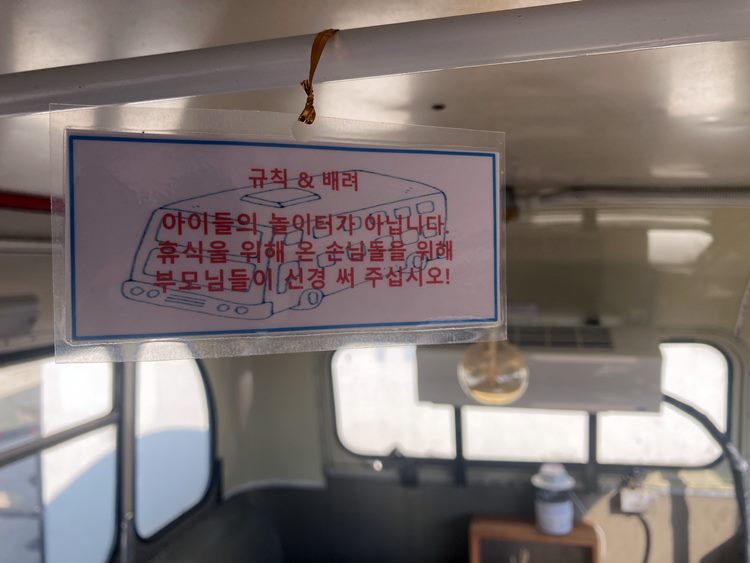 규칙 & 배려
아이들의 놀이터가 아닙니다.
휴식을 위해 온 손님들을 위해
부모님들이 신경 써 주십시오!